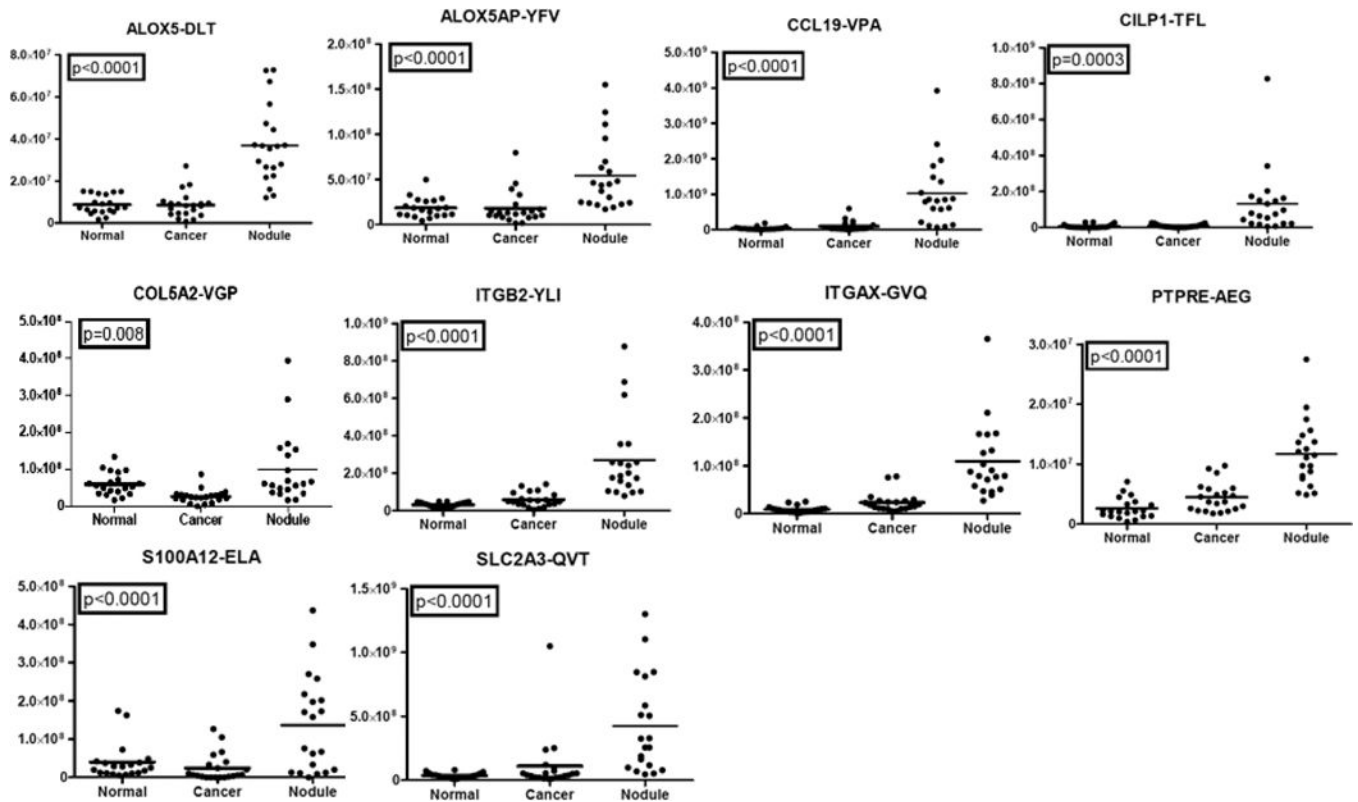 ALOX5-DLT
p<0.0001
8.0×10⁷
6.0×10⁷
4.0×10⁷
2.0×10⁷
0
Normal Cancer Nodule
ALOX5AP-YFV
p<0.0001
2.0×10⁸
1.5×10⁸
1.0×10⁸
5.0×10⁷
0
Normal Cancer Nodule
CCL19-VPA
p<0.0001
5.0×10⁹
4.0×10⁹
3.0×10⁹
2.0×10⁹
1.0×10⁹
0
Normal Cancer Nodule
CILP1-TFL
p=0.0003
1.0×10⁹
8.0×10⁸
6.0×10⁸
4.0×10⁸
2.0×10⁸
0
Normal Cancer Nodule
COL5A2-VGP
p=0.008
5.0×10⁸
4.0×10⁸
3.0×10⁸
2.0×10⁸
1.0×10⁸
0
Normal Cancer Nodule
ITGB2-YLI
p<0.0001
1.0×10⁹
8.0×10⁸
6.0×10⁸
4.0×10⁸
2.0×10⁸
0
Normal Cancer Nodule
ITGAX-GVQ
p<0.0001
4.0×10⁸
3.0×10⁸
2.0×10⁸
1.0×10⁸
0
Normal Cancer Nodule
PTPRE-AEG
p<0.0001
3.0×10⁷
2.0×10⁷
1.0×10⁷
0
Normal Cancer Nodule
S100A12-ELA
p<0.0001
5.0×10⁸
4.0×10⁸
3.0×10⁸
2.0×10⁸
1.0×10⁸
0
Normal Cancer Nodule
SLC2A3-QVT
p<0.0001
1.5×10⁹
1.0×10⁹
5.0×10⁸
0
Normal Cancer Nodule